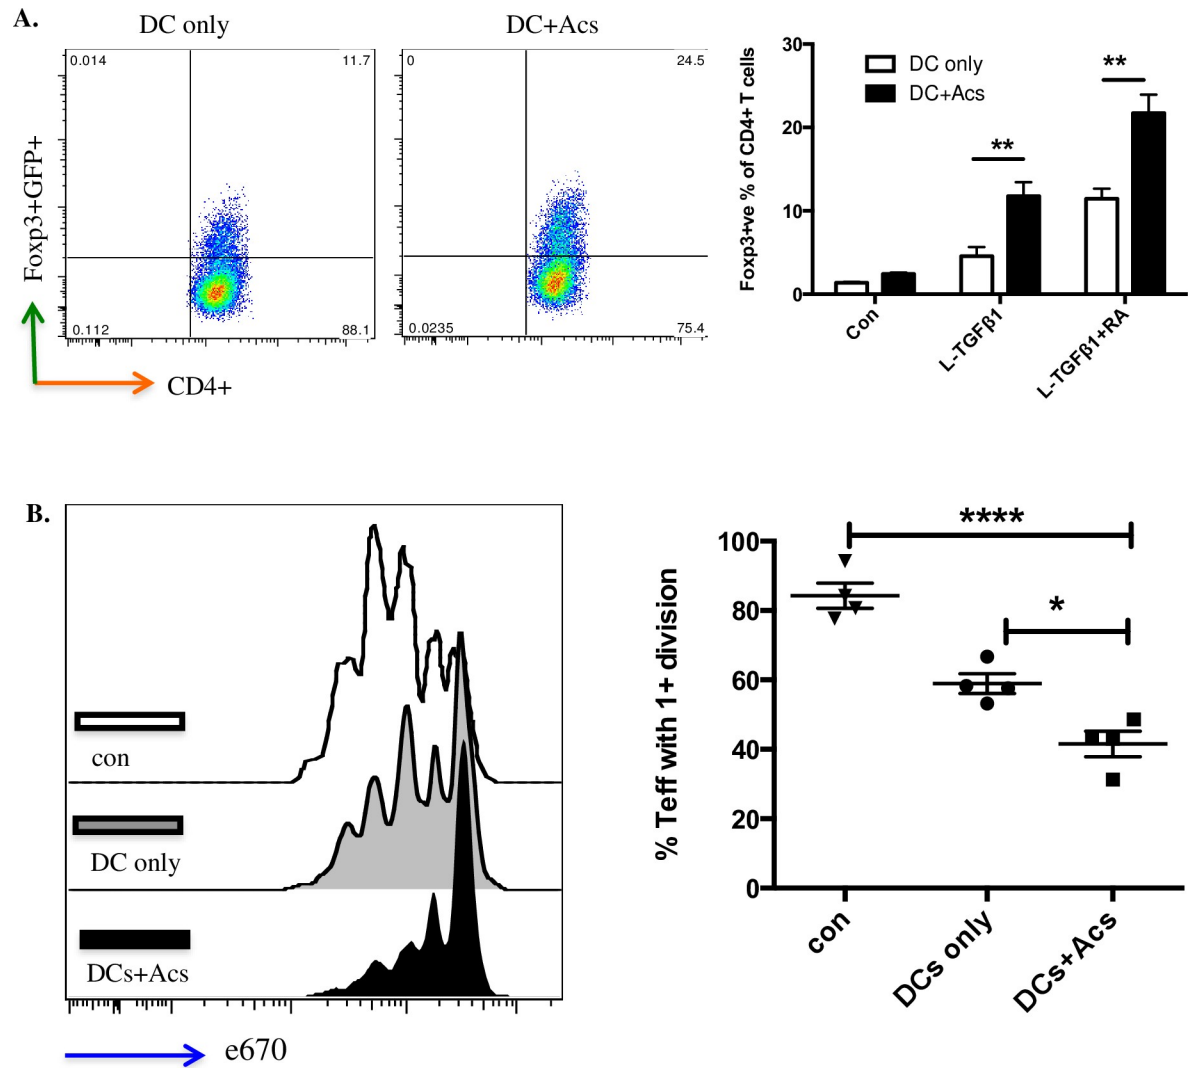 A.
DC only
DC+Acs
0.014
11.7
0
24.5
Foxp3+GFP+
0.112
88.1
0.0235
75.4
CD4+
Foxp3+ve % of CD4+ T cells
30
20
10
0
DC only
DC+Acs
**
**
Con
L-TGFβ1
L-TGFβ1+RA
B.
con
DC only
DCs+Acs
e670
% Teff with 1+ division
100
80
60
40
20
0
****
*
con
DCs only
DCs+Acs